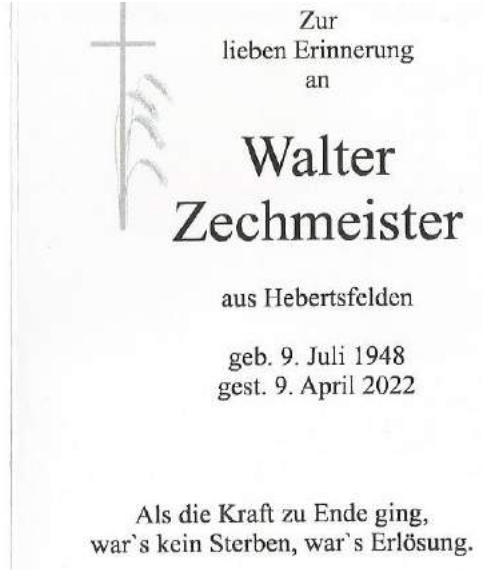 Zur
lieben Erinnerung
an
Walter
Zechmeister
aus Hebertsfelden
geb. 9. Juli 1948
gest. 9. April 2022
Als die Kraft zu Ende ging,
war`s kein Sterben, war`s Erlösung.